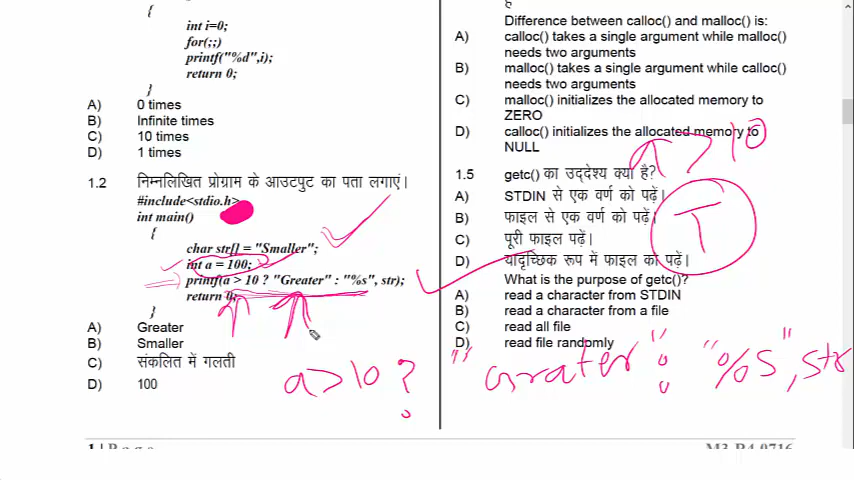 {
int i=0;
for(;;)
printf("%d",i);
return 0;
}
A) 0 times
B) Infinite times
C) 10 times
D) 1 times
1.2 निम्नलिखित प्रोग्राम के आउटपुट का पता लगाएं।
#include<stdio.h>
int main()
{
char str[] = "Smaller";
int a = 100;
printf(a > 10 ? "Greater" : "%s", str);
return 0;
}
A) Greater
B) Smaller
C) संकलित में गलती
D) 100
a>10 ?
है
Difference between calloc() and malloc() is:
A) calloc() takes a single argument while malloc()
needs two arguments
B) malloc() takes a single argument while calloc()
needs two arguments
C) malloc() initializes the allocated memory to
ZERO
D) calloc() initializes the allocated memory to
NULL
a > 10
1.5 getc() का उद्देश्य क्या है?
A) STDIN से एक वर्ण को पढ़ें।
B) फाइल से एक वर्ण को पढ़ें।
C) पूरी फाइल पढ़ें।
D) यादृच्छिक रूप में फाइल को पढ़ें।
T
What is the purpose of getc()?
A) read a character from STDIN
B) read a character from a file
C) read all file
D) read file randomly
"Greater" : "%s", str
1 | P a g e
M3-R4-0716